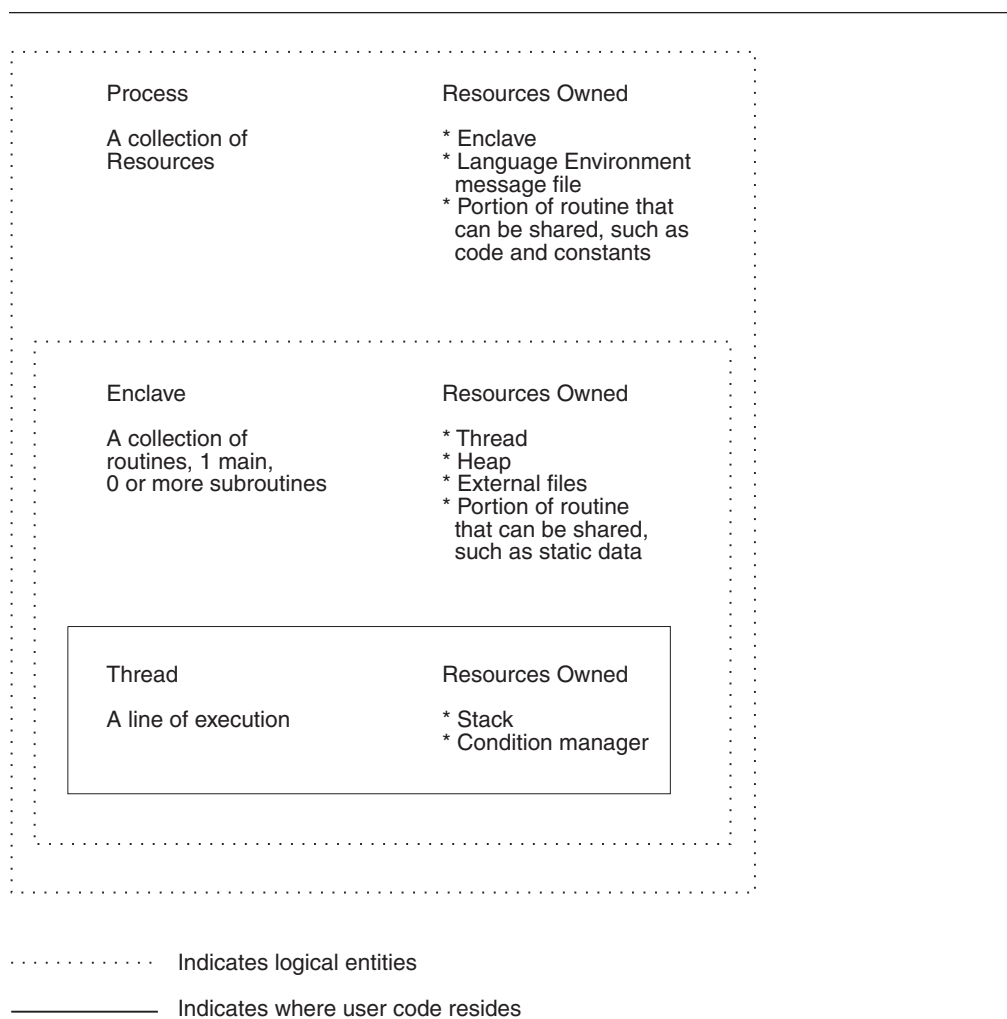 Process
Resources Owned
A collection of
Resources
* Enclave
* Language Environment
message file
* Portion of routine that
can be shared, such as
code and constants
Enclave
Resources Owned
A collection of
routines, 1 main,
0 or more subroutines
* Thread
* Heap
* External files
* Portion of routine
that can be shared,
such as static data
Thread
Resources Owned
A line of execution
* Stack
* Condition manager
Indicates logical entities
Indicates where user code resides